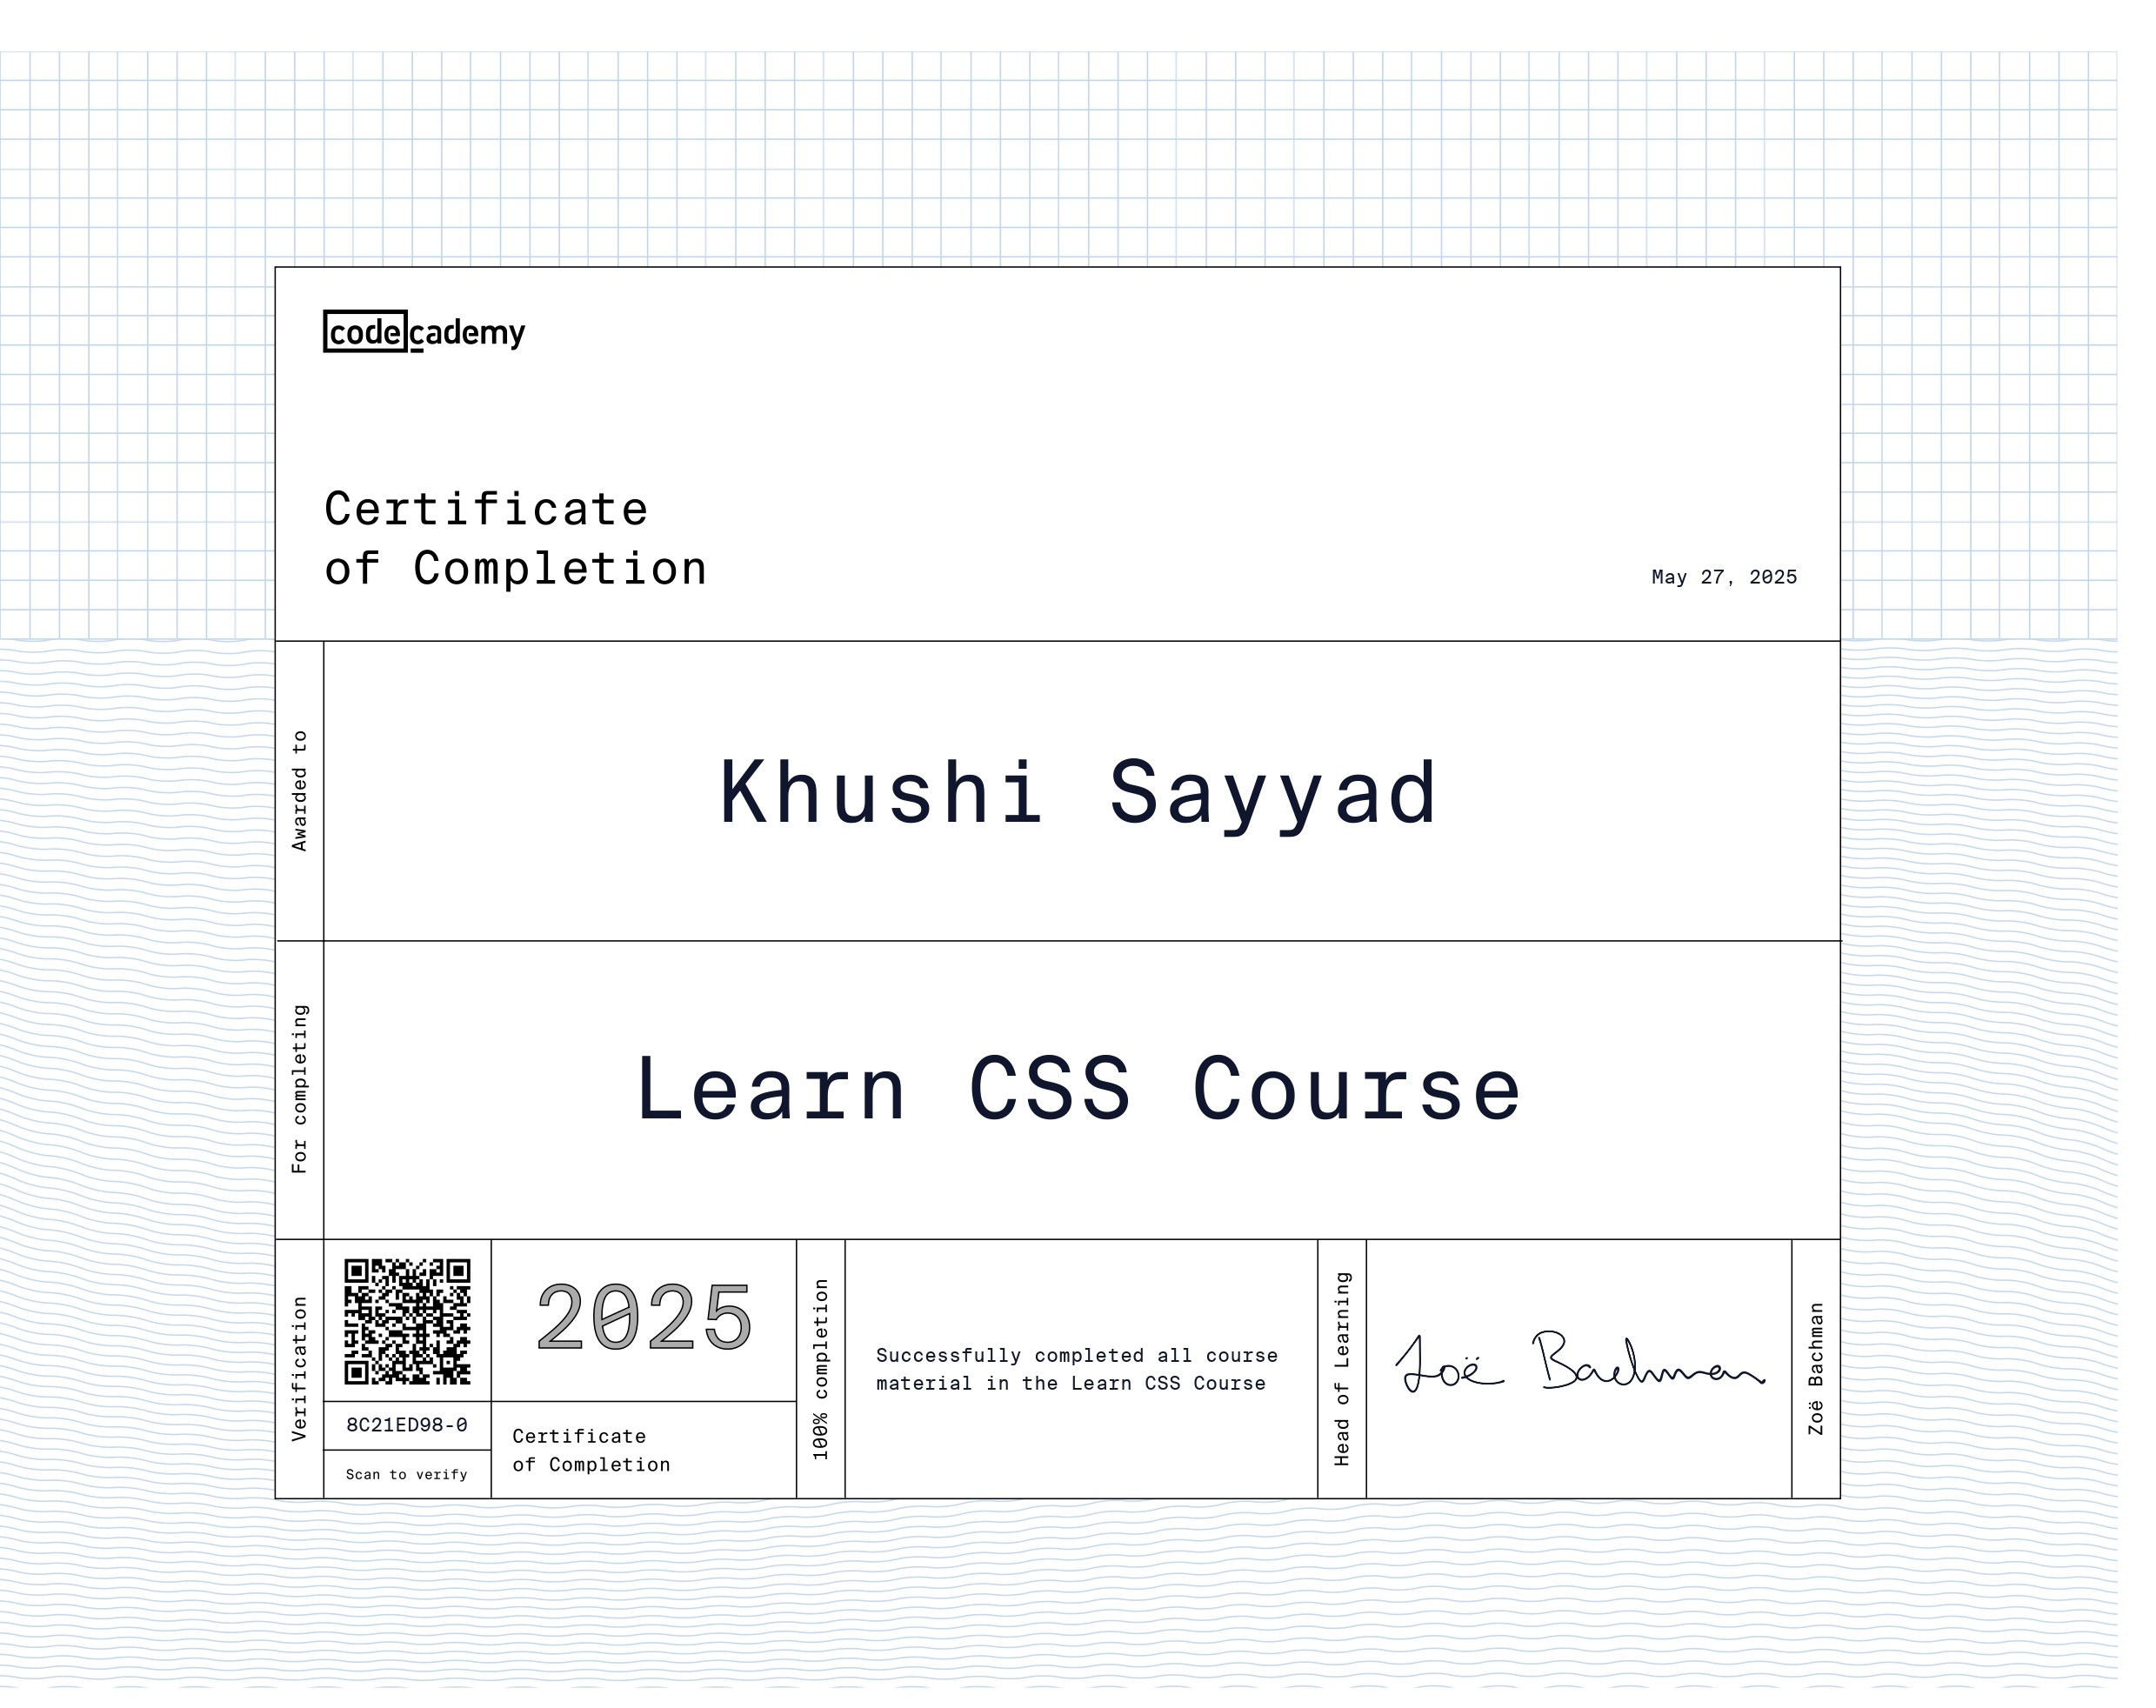 codecademy
Certificate
of Completion
May 27, 2025
Awarded to
Khushi Sayyad
For completing
Learn CSS Course
Verification
8C21ED98-0
Scan to verify
2025
Certificate
of Completion
100% completion
Successfully completed all course
material in the Learn CSS Course
Head of Learning
Zoë Bachman
Zoë Bachman